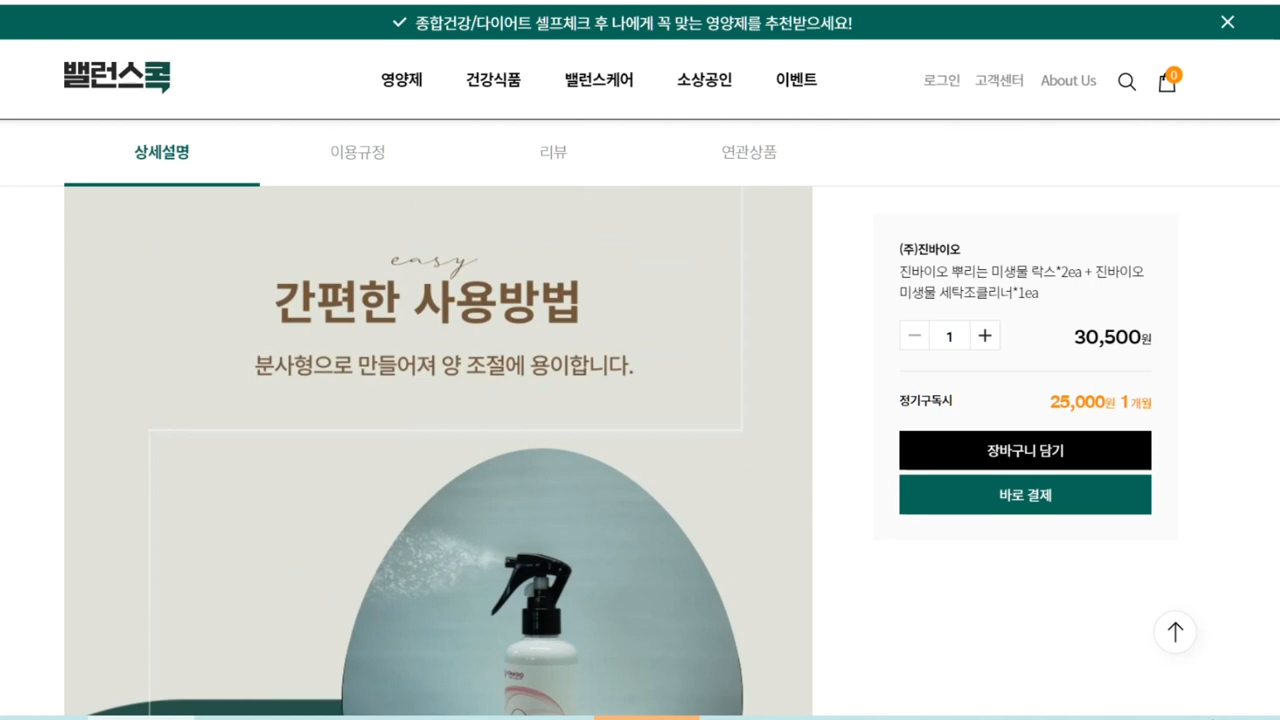 종합건강/다이어트 셀프체크 후 나에게 꼭 맞는 영양제를 추천받으세요!
밸런스콕
영양제 건강식품 밸런스케어 소상공인 이벤트 로그인 고객센터 About Us 0
상세설명 이용규정 리뷰 연관상품
easy
간편한 사용방법
분사형으로 만들어져 양 조절에 용이합니다.
(주)진바이오
진바이오 뿌리는 미생물 락스*2ea + 진바이오
미생물 세탁조클리너*1ea
1 30,500원
정기구독시 25,000원 1개월
장바구니 담기
바로 결제